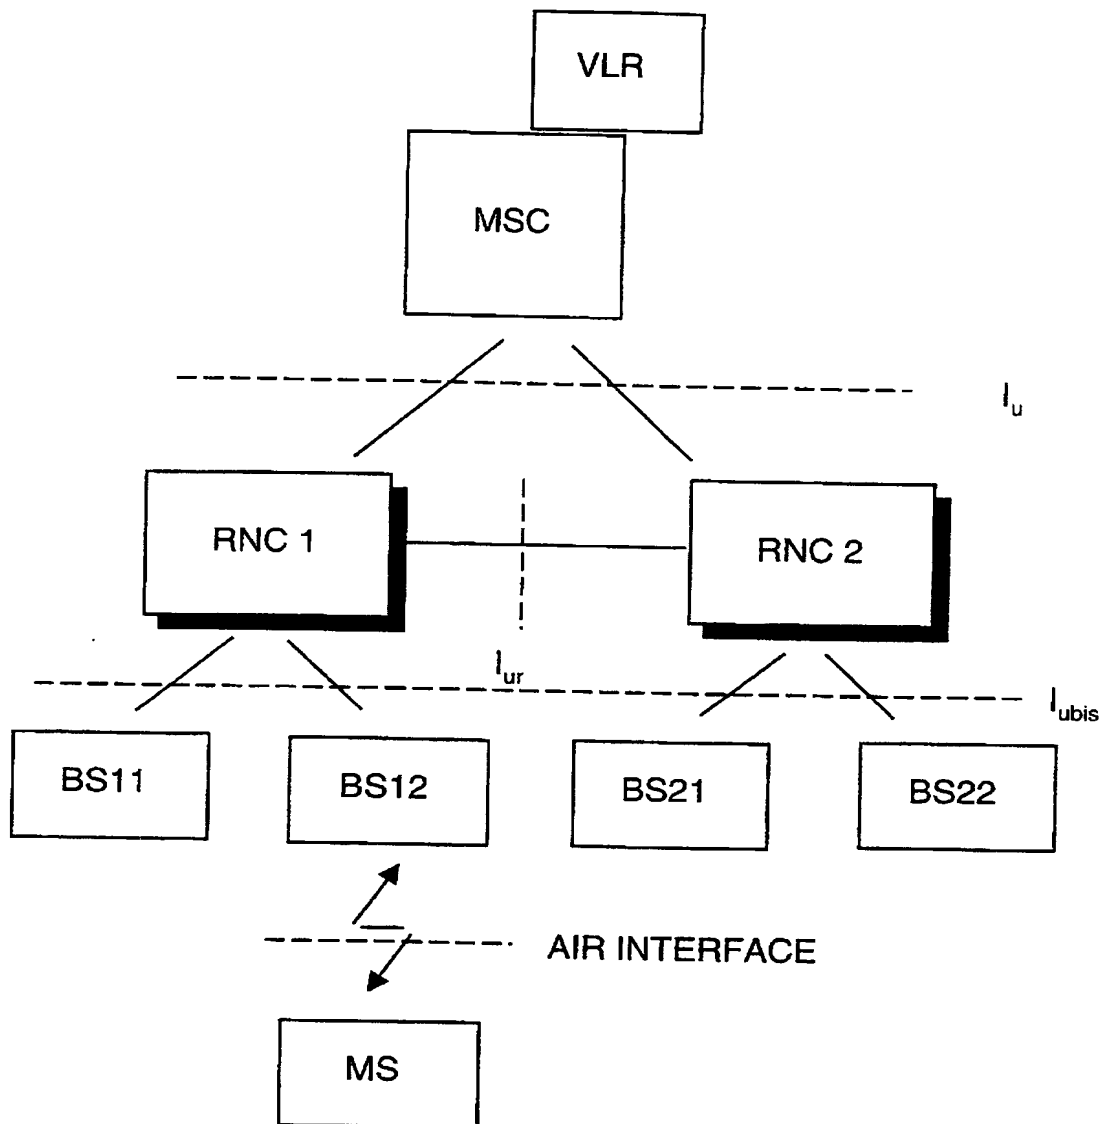 VLR
MSC
Iu
RNC 1
RNC 2
Iur
Iubis
BS11
BS12
BS21
BS22
AIR INTERFACE
MS